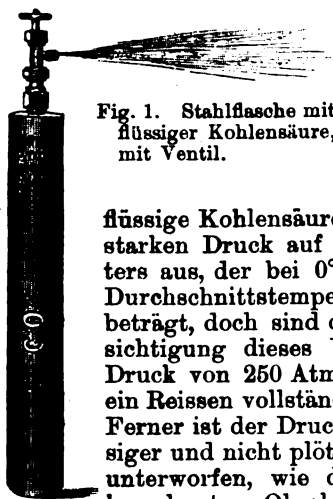 Fig. 1. Stahlflasche mit
flüssiger Kohlensäure,
mit Ventil.
flüssige Kohlensäure
starken Druck auf
ters aus, der bei 0°
Durchschnittstempe
beträgt, doch sind
sichtigung dieses
Druck von 250 Atm
ein Reissen vollstän
Ferner ist der Druc
siger und nicht plöt
unterworfen, wie